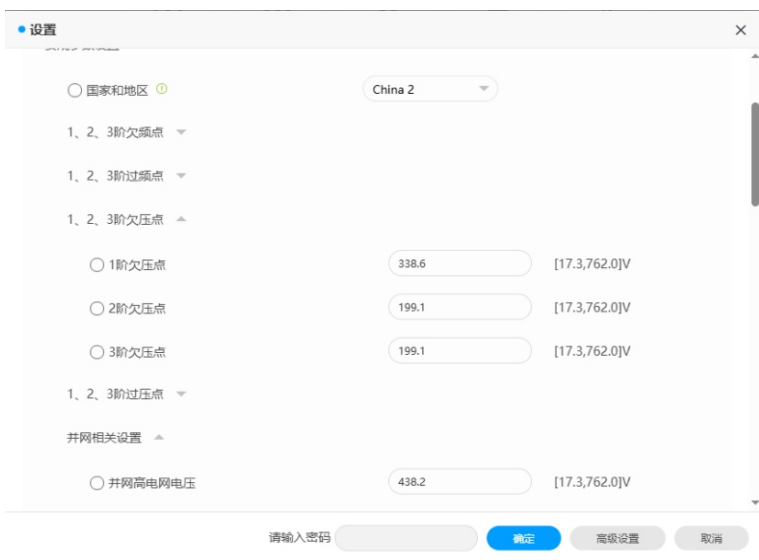 设置
国家和地区 China 2
1、2、3阶欠频点
1、2、3阶过频点
1、2、3阶欠压点
1阶欠压点 338.6 [17.3,762.0]V
2阶欠压点 199.1 [17.3,762.0]V
3阶欠压点 199.1 [17.3,762.0]V
1、2、3阶过压点
并网相关设置
并网高电网电压 438.2 [17.3,762.0]V
请输入密码 确定 高级设置 取消